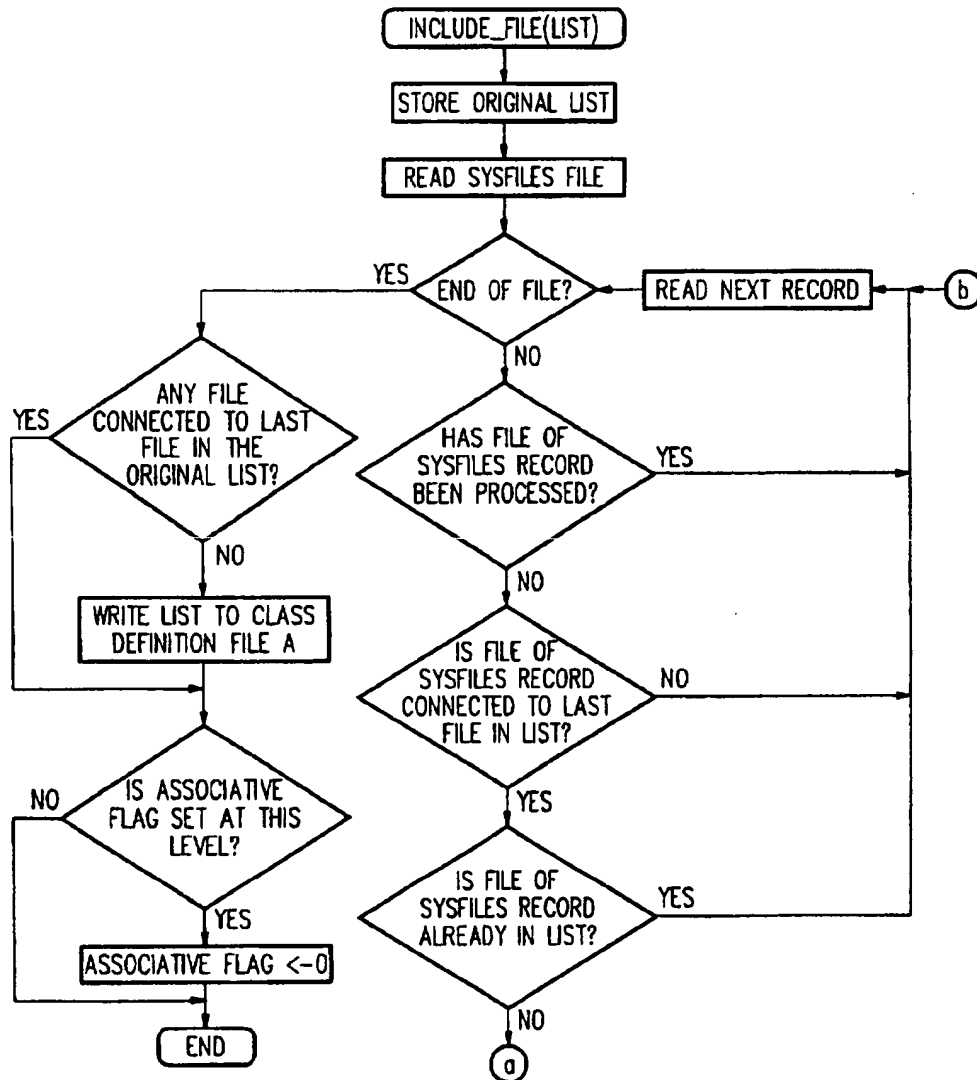 INCLUDE_FILE(LIST)
STORE ORIGINAL LIST
READ SYSFILES FILE
END OF FILE?
YES
NO
READ NEXT RECORD
b
ANY FILE
CONNECTED TO LAST
FILE IN THE
ORIGINAL LIST?
YES
NO
HAS FILE OF
SYSFILES RECORD
BEEN PROCESSED?
YES
NO
WRITE LIST TO CLASS
DEFINITION FILE A
IS FILE OF
SYSFILES RECORD
CONNECTED TO LAST
FILE IN LIST?
NO
YES
IS ASSOCIATIVE
FLAG SET AT THIS
LEVEL?
NO
YES
IS FILE OF
SYSFILES RECORD
ALREADY IN LIST?
YES
NO
ASSOCIATIVE FLAG <-0
END
a